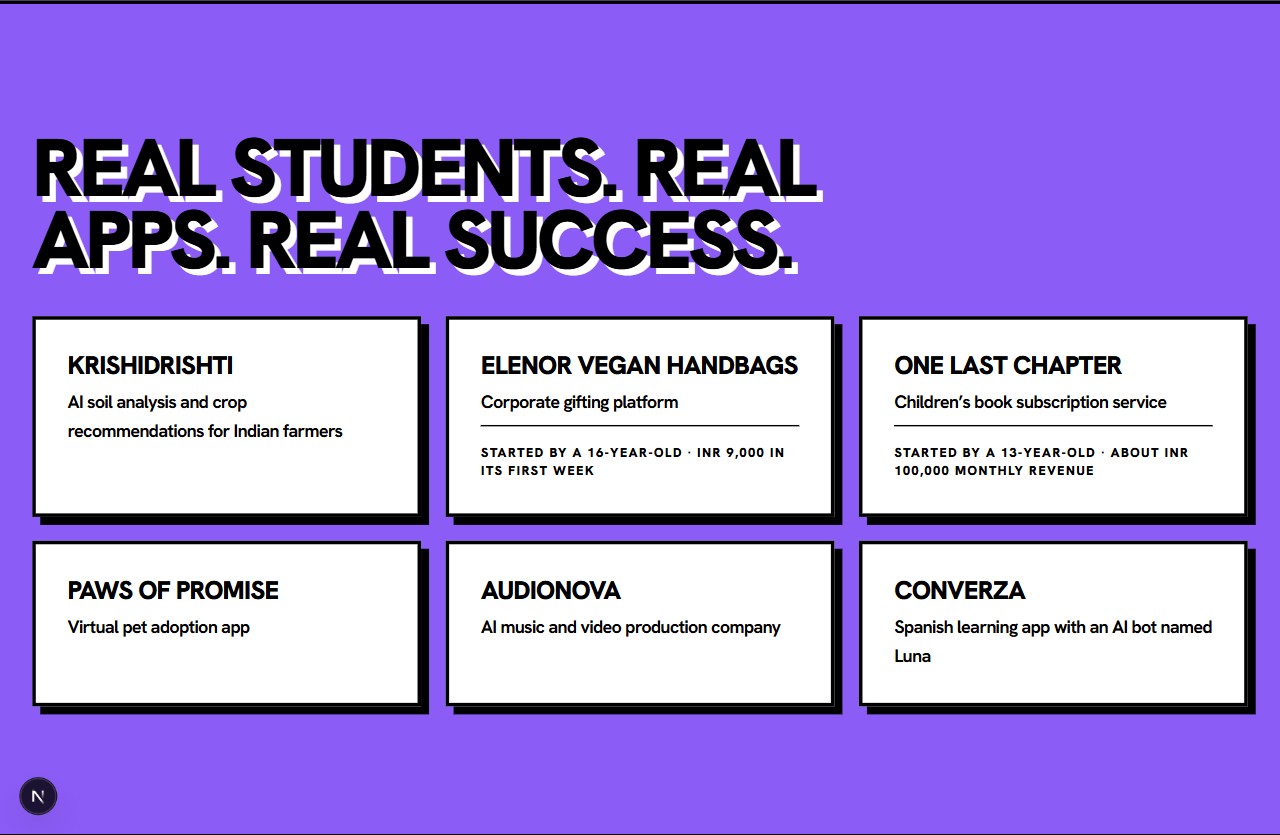 REAL STUDENTS. REAL
APPS. REAL SUCCESS.
KRISHIDRISHTI
AI soil analysis and crop
recommendations for Indian farmers
ELENOR VEGAN HANDBAGS
Corporate gifting platform
STARTED BY A 16-YEAR-OLD · INR 9,000 IN
ITS FIRST WEEK
ONE LAST CHAPTER
Children’s book subscription service
STARTED BY A 13-YEAR-OLD · ABOUT INR
100,000 MONTHLY REVENUE
PAWS OF PROMISE
Virtual pet adoption app
AUDIONOVA
AI music and video production company
CONVERZA
Spanish learning app with an AI bot named
Luna
N